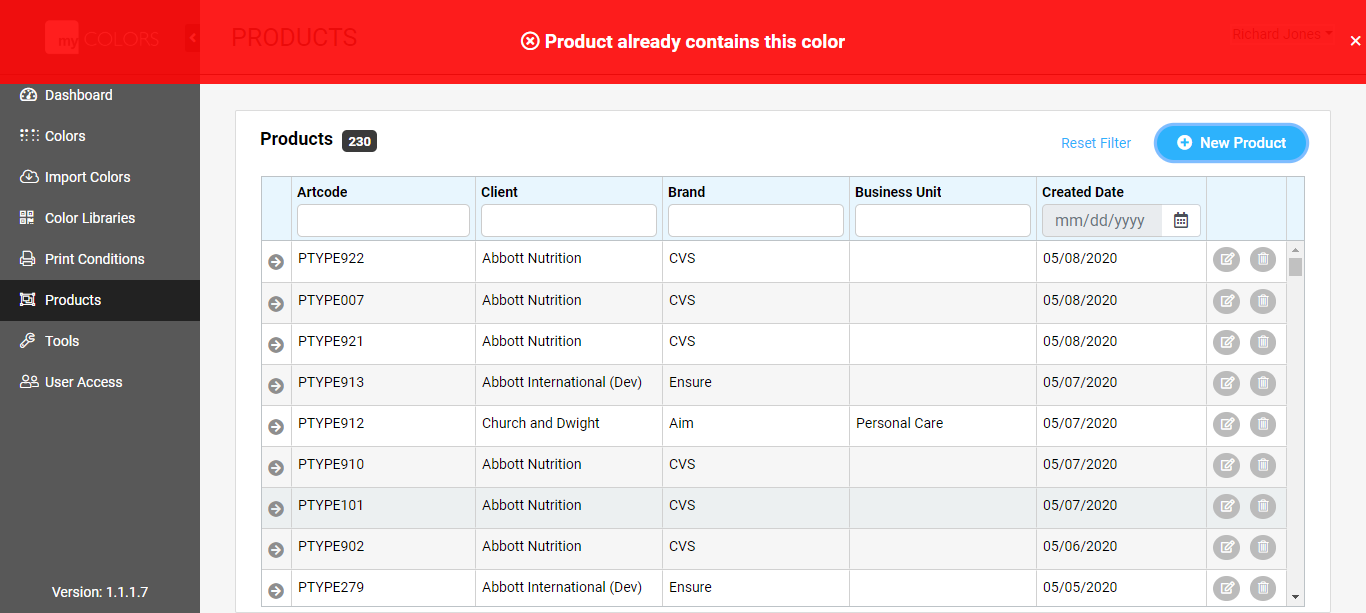 my COLORS
PRODUCTS
Product already contains this color
Richard Jones
Dashboard
Colors
Import Colors
Color Libraries
Print Conditions
Products
Tools
User Access
Version: 1.1.1.7
Products 230
Reset Filter
New Product
Artcode Client Brand Business Unit Created Date
mm/dd/yyyy
PTYPE922 Abbott Nutrition CVS 05/08/2020
PTYPE007 Abbott Nutrition CVS 05/08/2020
PTYPE921 Abbott Nutrition CVS 05/08/2020
PTYPE913 Abbott International (Dev) Ensure 05/07/2020
PTYPE912 Church and Dwight Aim Personal Care 05/07/2020
PTYPE910 Abbott Nutrition CVS 05/07/2020
PTYPE101 Abbott Nutrition CVS 05/07/2020
PTYPE902 Abbott Nutrition CVS 05/06/2020
PTYPE279 Abbott International (Dev) Ensure 05/05/2020